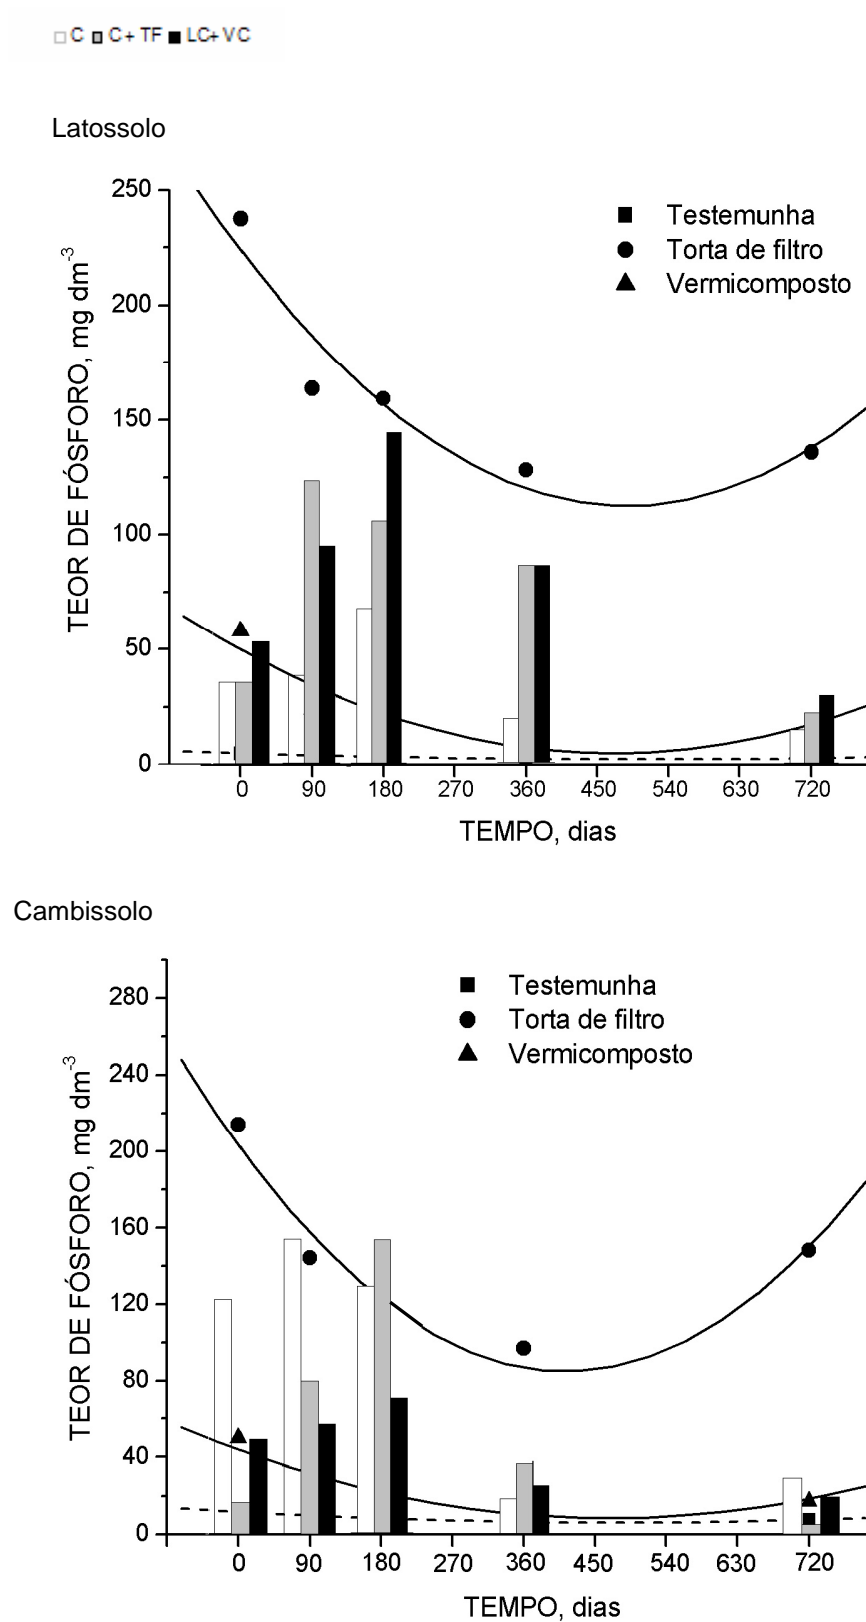 C C + TF LC+ VC
Latossolo
250
200
150
100
50
0
TEOR DE FÓSFORO, mg dm-3
Testemunha
Torta de filtro
Vermicomposto
0 90 180 270 360 450 540 630 720
TEMPO, dias
Cambissolo
280
240
200
160
120
80
40
0
TEOR DE FÓSFORO, mg dm-3
Testemunha
Torta de filtro
Vermicomposto
0 90 180 270 360 450 540 630 720
TEMPO, dias